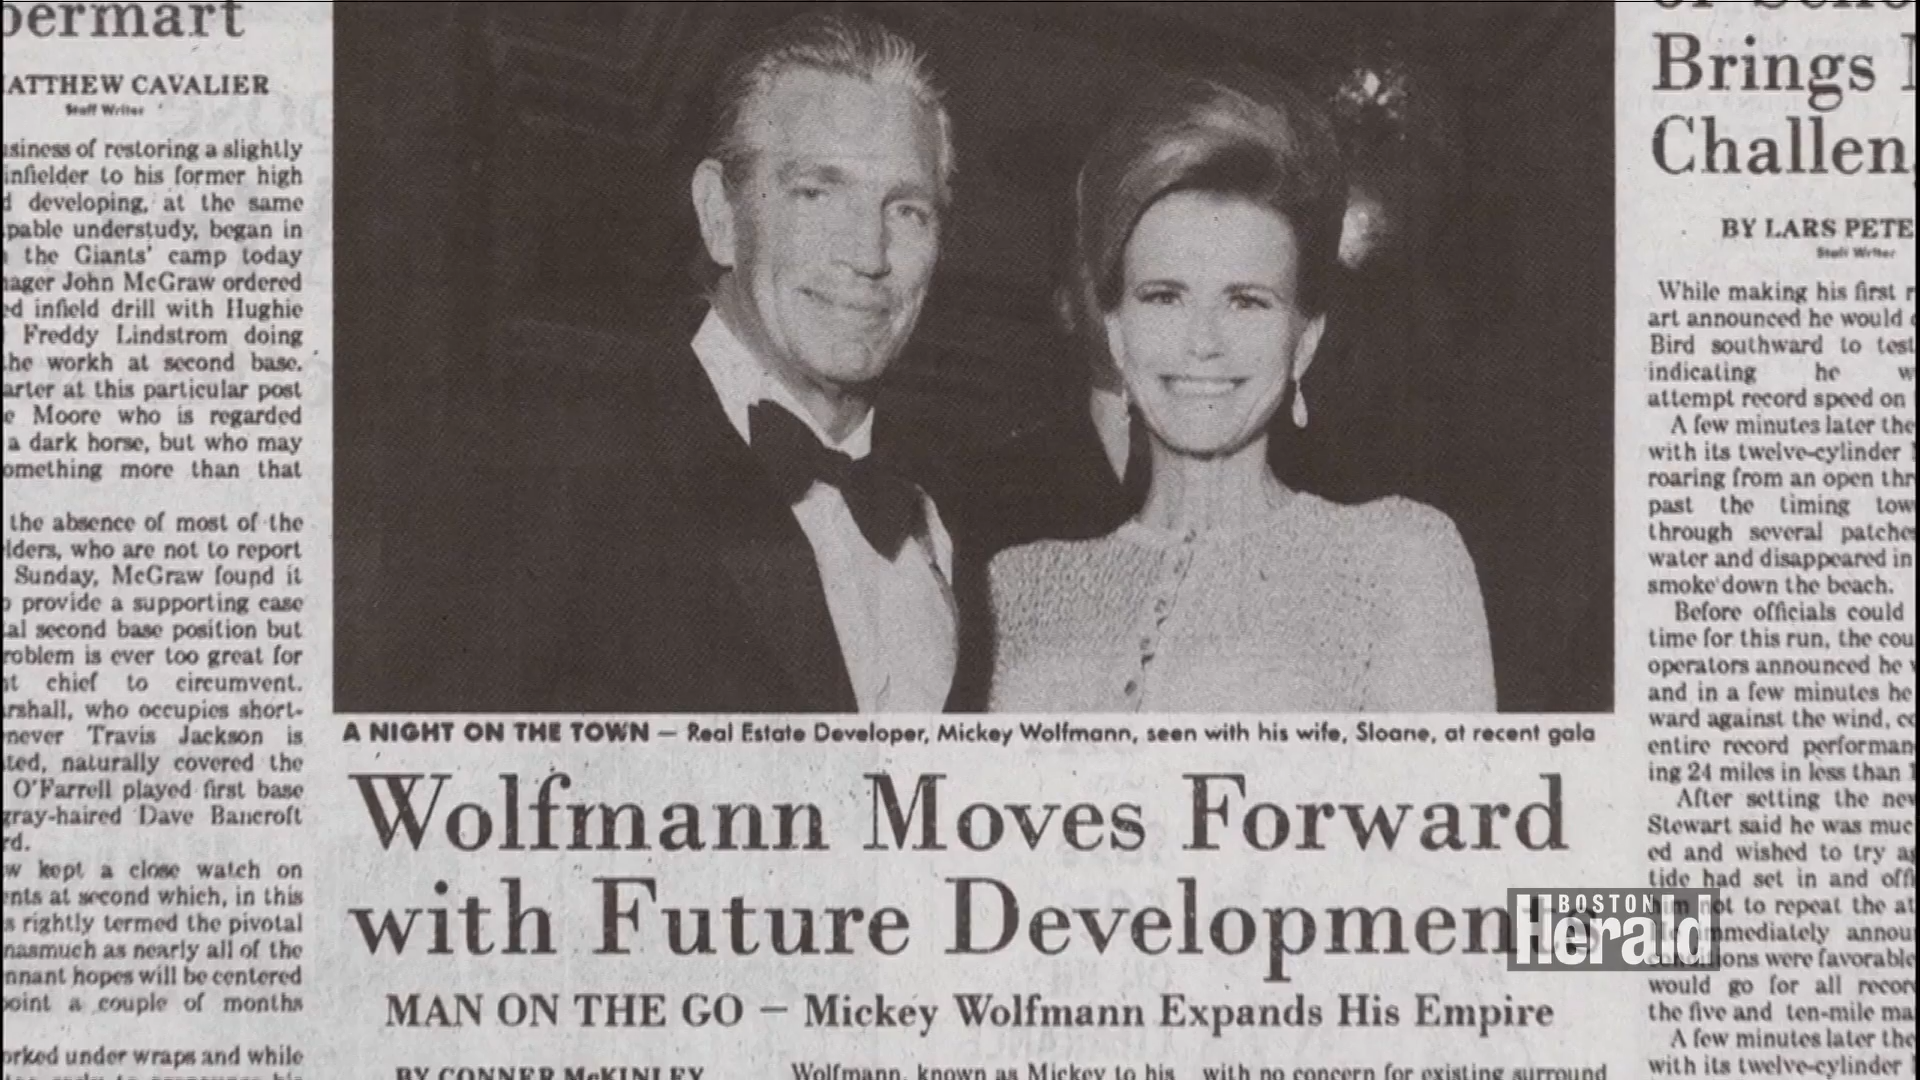 permart
ATTHEW CAVALIER
Staff Writer
siness of restoring a slightly
infielder to his former high
d developing, at the same
pable understudy, began in
the Giants' camp today
ager John McGraw ordered
ed infield drill with Hughie
Freddy Lindstrom doing
he workh at second base.
arter at this particular post
e Moore who is regarded
a dark horse, but who may
omething more than that
the absence of most of the
lders, who are not to report
Sunday, McGraw found it
o provide a supporting case
al second base position but
roblem is ever too great for
t chief to circumvent.
rshall, who occupies short-
never Travis Jackson is
ted, naturally covered the
O'Farrell played first base
gray-haired Dave Bancroft
rd.
w kept a close watch on
nts at second which, in this
s rightly termed the pivotal
nasmuch as nearly all of the
nnant hopes will be centered
point a couple of months
orked under wraps and while
A NIGHT ON THE TOWN — Real Estate Developer, Mickey Wolfmann, seen with his wife, Sloane, at recent gala
Wolfmann Moves Forward
with Future Developments
MAN ON THE GO — Mickey Wolfmann Expands His Empire
BY CONNER McKINLEY
Wolfmann, known as Mickey to his
with no concern for existing surround
Brings
Challen
BY LARS PETE
Staff Writer
While making his first r
art announced he would
Bird southward to test
indicating he w
attempt record speed on
A few minutes later the
with its twelve-cylinder
roaring from an open thr
past the timing tow
through several patches
water and disappeared in
smoke down the beach.
Before officials could
time for this run, the cou
operators announced he
and in a few minutes he
ward against the wind, co
entire record performan
ing 24 miles in less than
After setting the new
Stewart said he was muc
ed and wished to try ag
tide had set in and offi
not to repeat the at
mmediately annou
conditions were favorable
would go for all recor
the five and ten-mile ma
A few minutes later the
with its twelve-cylinder
BOSTON
Herald